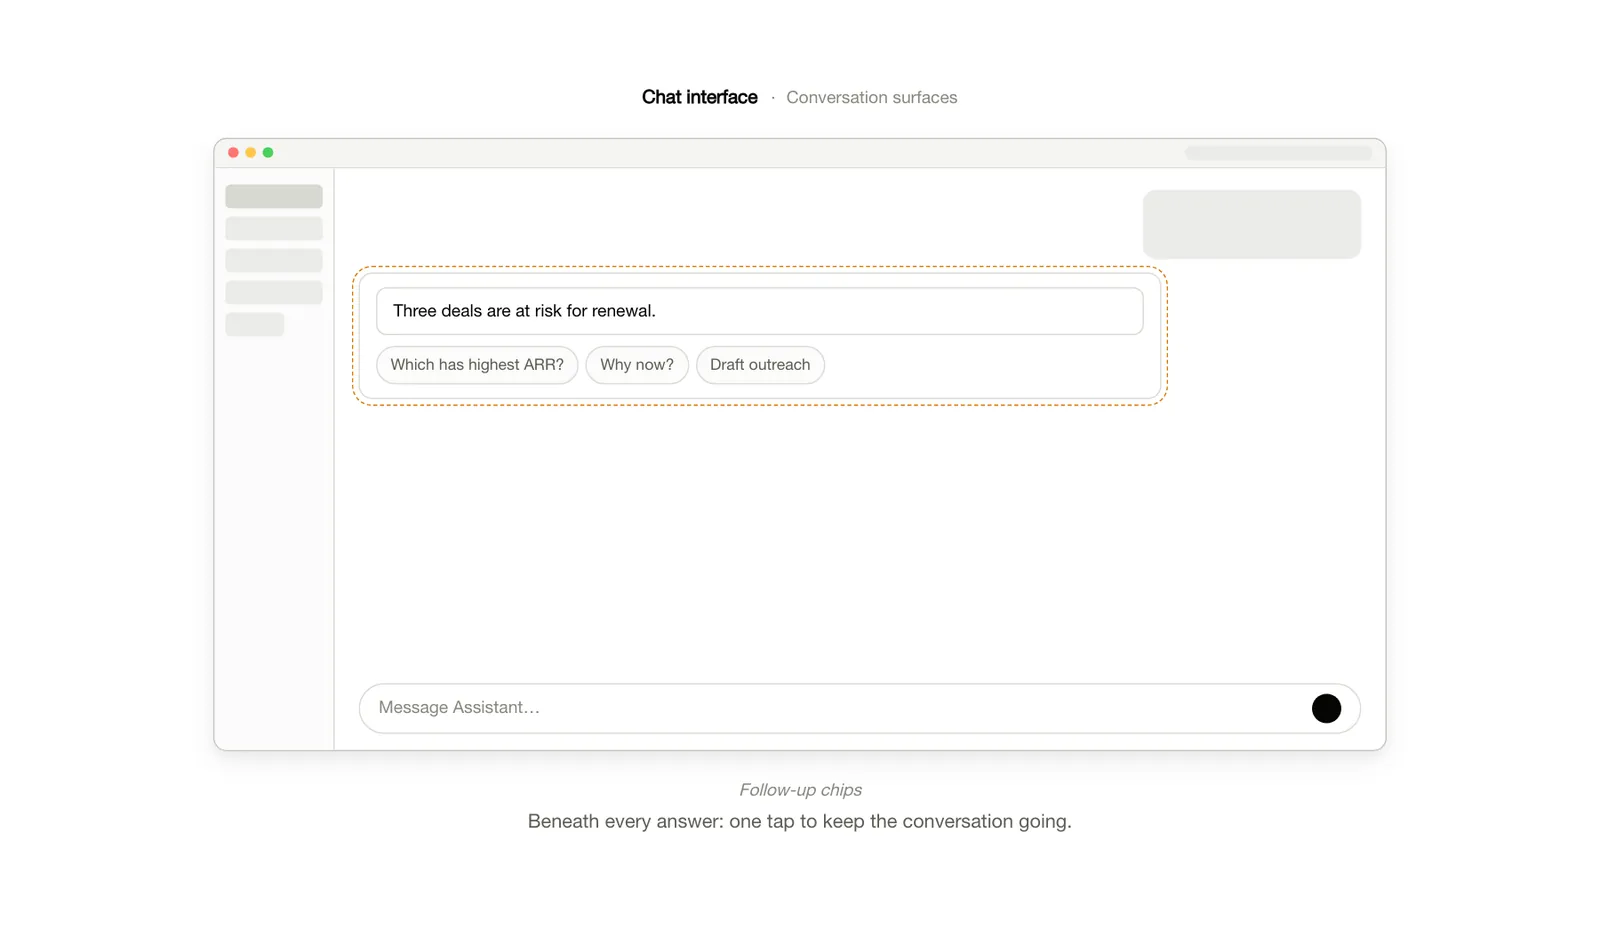 Chat interface · Conversation surfaces
Three deals are at risk for renewal.
Which has highest ARR? Why now? Draft outreach
Message Assistant...
Follow-up chips
Beneath every answer: one tap to keep the conversation going.